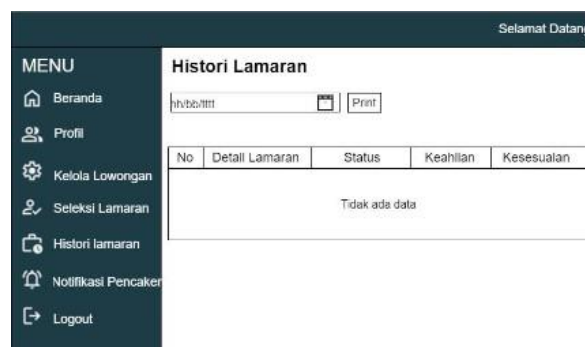 Selamat Datang
MENU
Beranda
Profil
Kelola Lowongan
Seleksi Lamaran
Histori lamaran
Notifikasi Pencaker
Logout
Histori Lamaran
hh/bb/tttt
Print
No Detail Lamaran Status Keahlian Kesesuaian
Tidak ada data